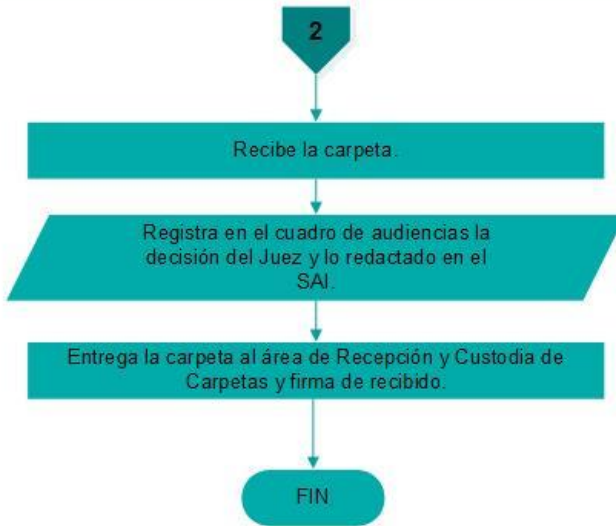 2
Recibe la carpeta.
Registra en el cuadro de audiencias la
decisión del Juez y lo redactado en el
SAI.
Entrega la carpeta al área de Recepción y Custodia de
Carpetas y firma de recibido.
FIN